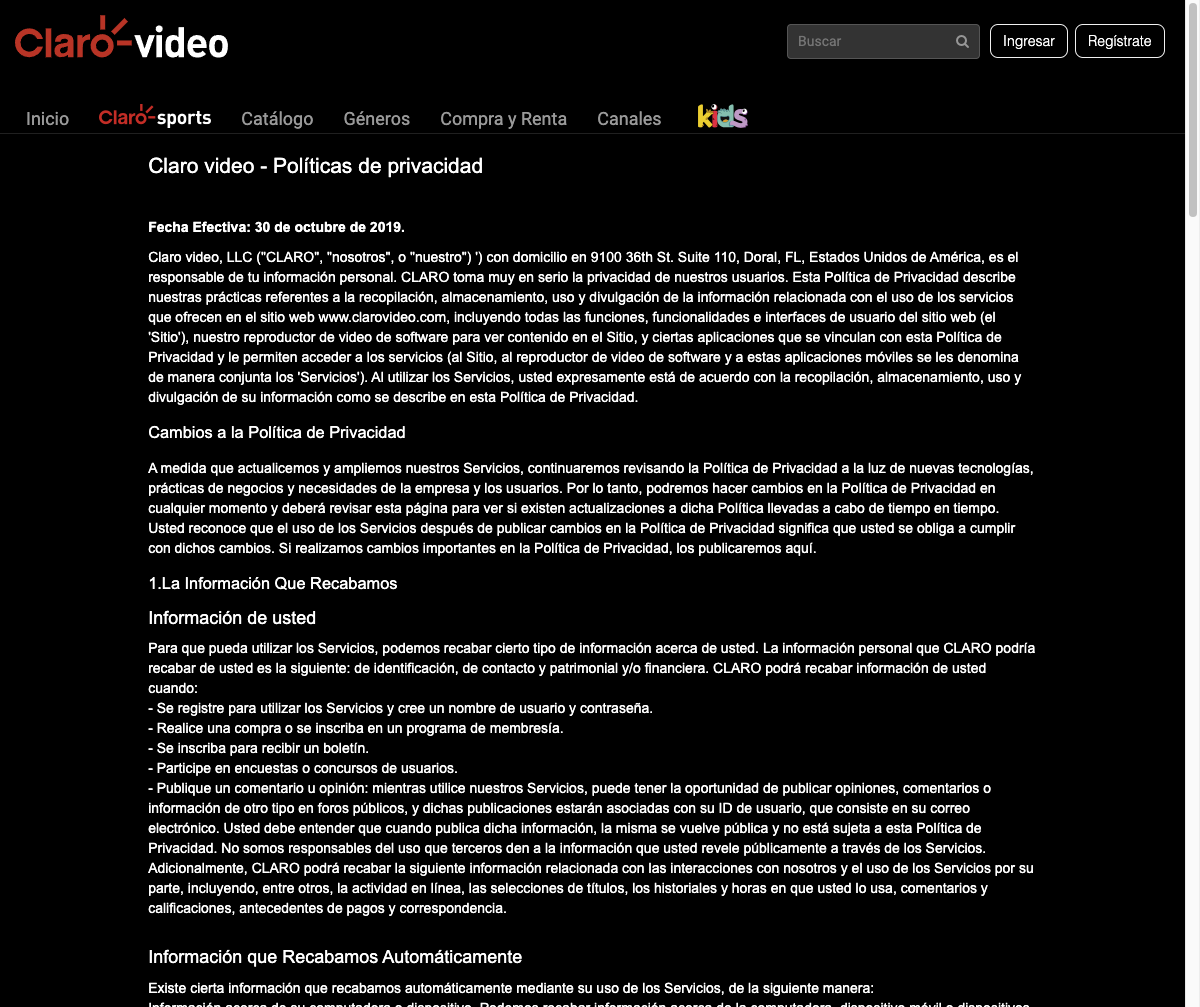 Claro-video
Buscar
Ingresar
Regístrate
Inicio
Claro-sports
Catálogo
Géneros
Compra y Renta
Canales
kids
Claro video - Políticas de privacidad
Fecha Efectiva: 30 de octubre de 2019.
Claro video, LLC ("CLARO", "nosotros", o "nuestro") ') con domicilio en 9100 36th St. Suite 110, Doral, FL, Estados Unidos de América, es el
responsable de tu información personal. CLARO toma muy en serio la privacidad de nuestros usuarios. Esta Política de Privacidad describe
nuestras prácticas referentes a la recopilación, almacenamiento, uso y divulgación de la información relacionada con el uso de los servicios
que ofrecen en el sitio web www.clarovideo.com, incluyendo todas las funciones, funcionalidades e interfaces de usuario del sitio web (el
'Sitio'), nuestro reproductor de video de software para ver contenido en el Sitio, y ciertas aplicaciones que se vinculan con esta Política de
Privacidad y le permiten acceder a los servicios (al Sitio, al reproductor de video de software y a estas aplicaciones móviles se les denomina
de manera conjunta los 'Servicios'). Al utilizar los Servicios, usted expresamente está de acuerdo con la recopilación, almacenamiento, uso y
divulgación de su información como se describe en esta Política de Privacidad.
Cambios a la Política de Privacidad
A medida que actualicemos y ampliemos nuestros Servicios, continuaremos revisando la Política de Privacidad a la luz de nuevas tecnologías,
prácticas de negocios y necesidades de la empresa y los usuarios. Por lo tanto, podremos hacer cambios en la Política de Privacidad en
cualquier momento y deberá revisar esta página para ver si existen actualizaciones a dicha Política llevadas a cabo de tiempo en tiempo.
Usted reconoce que el uso de los Servicios después de publicar cambios en la Política de Privacidad significa que usted se obliga a cumplir
con dichos cambios. Si realizamos cambios importantes en la Política de Privacidad, los publicaremos aquí.
1.La Información Que Recabamos
Información de usted
Para que pueda utilizar los Servicios, podemos recabar cierto tipo de información acerca de usted. La información personal que CLARO podría
recabar de usted es la siguiente: de identificación, de contacto y patrimonial y/o financiera. CLARO podrá recabar información de usted
cuando:
- Se registre para utilizar los Servicios y cree un nombre de usuario y contraseña.
- Realice una compra o se inscriba en un programa de membresía.
- Se inscriba para recibir un boletín.
- Participe en encuestas o concursos de usuarios.
- Publique un comentario u opinión: mientras utilice nuestros Servicios, puede tener la oportunidad de publicar opiniones, comentarios o
información de otro tipo en foros públicos, y dichas publicaciones estarán asociadas con su ID de usuario, que consiste en su correo
electrónico. Usted debe entender que cuando publica dicha información, la misma se vuelve pública y no está sujeta a esta Política de
Privacidad. No somos responsables del uso que terceros den a la información que usted revele públicamente a través de los Servicios.
Adicionalmente, CLARO podrá recabar la siguiente información relacionada con las interacciones con nosotros y el uso de los Servicios por su
parte, incluyendo, entre otros, la actividad en línea, las selecciones de títulos, los historiales y horas en que usted lo usa, comentarios y
calificaciones, antecedentes de pagos y correspondencia.
Información que Recabamos Automáticamente
Existe cierta información que recabamos automáticamente mediante su uso de los Servicios, de la siguiente manera:
Información acerca de su computadora o dispositivo. Podemos recabar información acerca de la computadora, dispositivo móvil o dispositivos